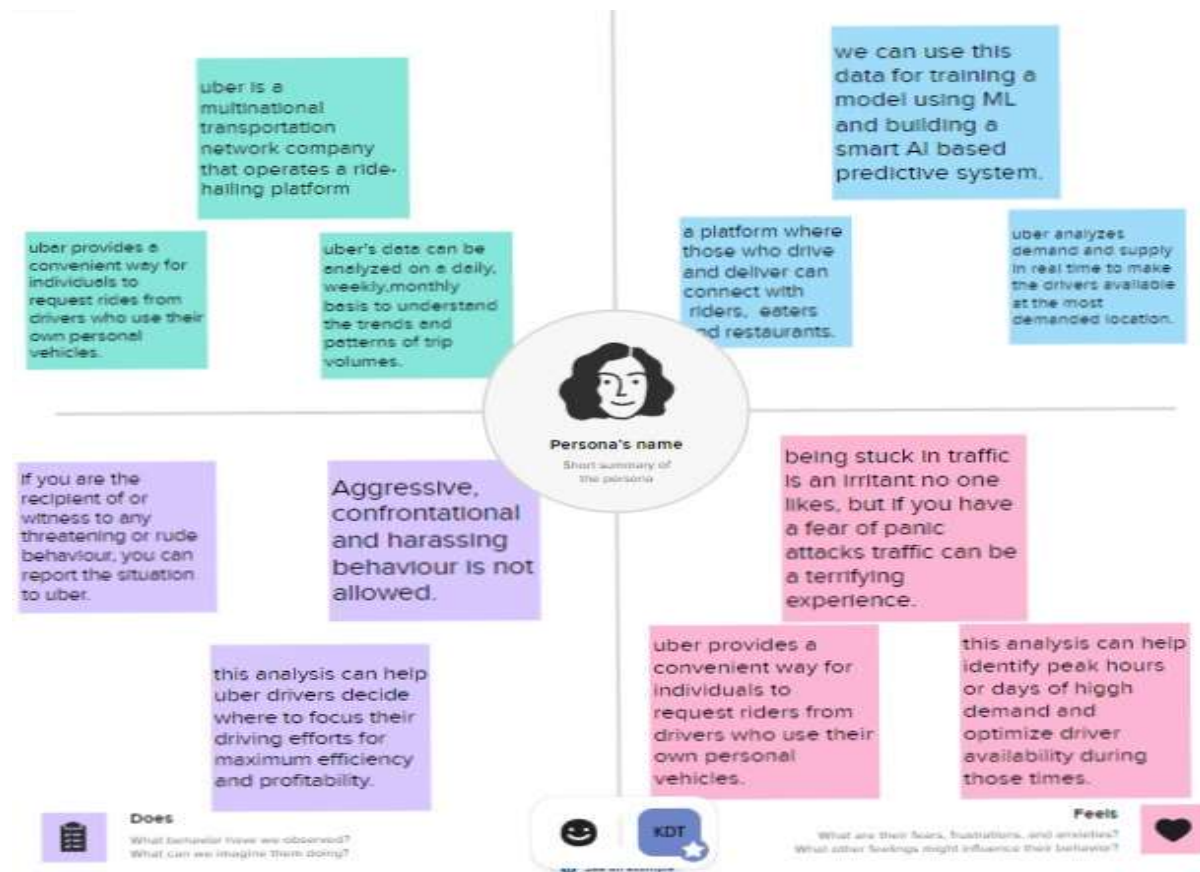 uber is a
multinational
transportation
network company
that operates a ride-
hailing platform
uber provides a
convenient way for
individuals to
request rides from
drivers who use their
own personal
vehicles.
uber's data can be
analyzed on a daily,
weekly,monthly
basis to understand
the trends and
patterns of trip
volumes.
we can use this
data for training a
model using ML
and building a
smart AI based
predictive system.
a platform where
those who drive
and deliver can
connect with
riders, eaters
nd restaurants.
uber analyzes
demand and supply
in real time to make
the drivers available
at the most
demanded location.
Persona's name
Short summary of
the persona
if you are the
recipient of or
witness to any
threatening or rude
behaviour, you can
report the situation
to uber.
Aggressive,
confrontational
and harassing
behaviour is not
allowed.
this analysis can help
uber drivers decide
where to focus their
driving efforts for
maximum efficiency
and profitability.
being stuck in traffic
is an irritant no one
likes, but if you have
a fear of panic
attacks traffic can be
a terrifying
experience.
uber provides a
convenient way for
individuals to
request riders from
drivers who use their
own personal
vehicles.
this analysis can help
identify peak hours
or days of higgh
demand and
optimize driver
availability during
those times.
Does
What behavior have we observed?
What can we imagine them doing?
KDT
See an example
Feels
What are their fears, frustrations, and anxieties?
What other feelings might influence their behavior?